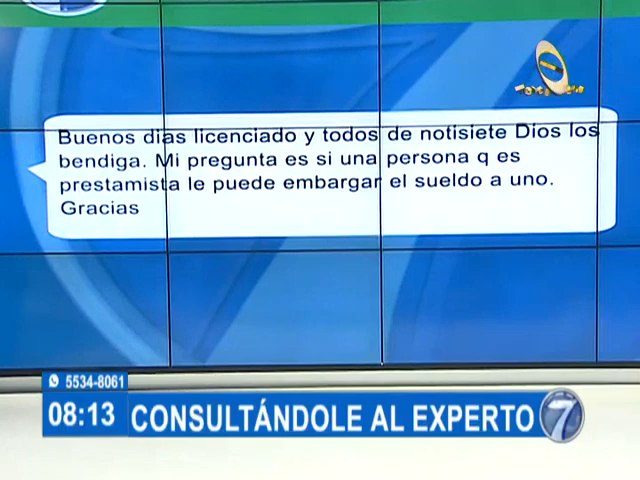 Buenos dias licenciado y todos de notisiete Dios los
bendiga. Mi pregunta es si una persona q es
prestamista le puede embargar el sueldo a uno.
Gracias
5534-8061
08:13 CONSULTÁNDOLE AL EXPERTO 7